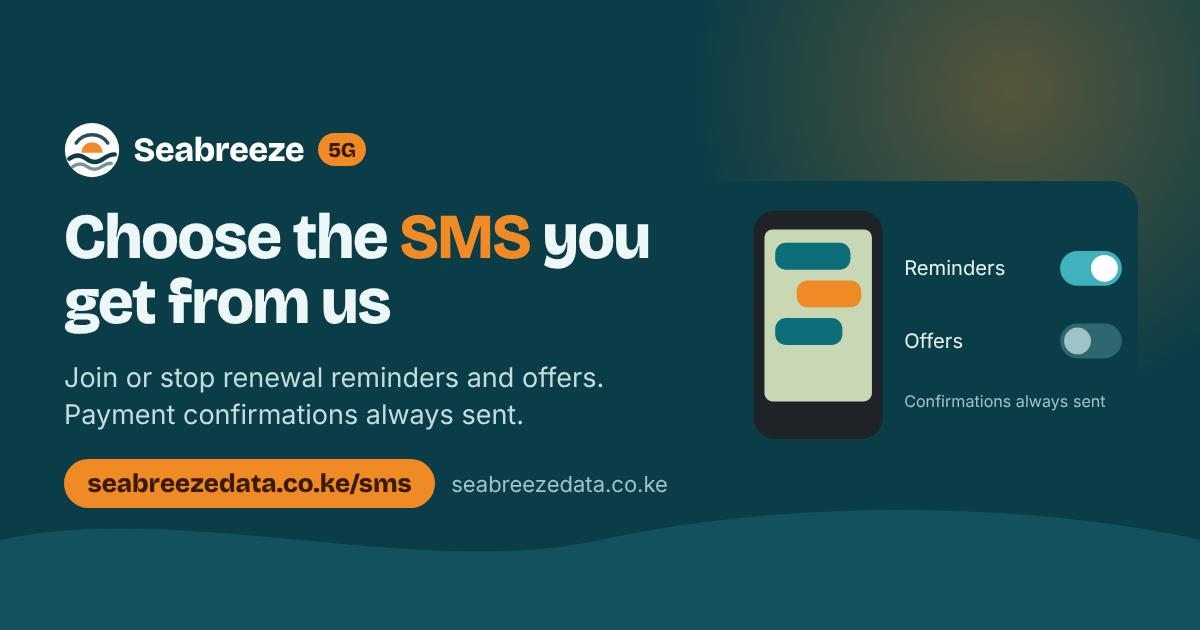 Seabreeze 5G
Choose the SMS you
get from us
Join or stop renewal reminders and offers.
Payment confirmations always sent.
seabreezedata.co.ke/sms seabreezedata.co.ke
Reminders
Offers
Confirmations always sent